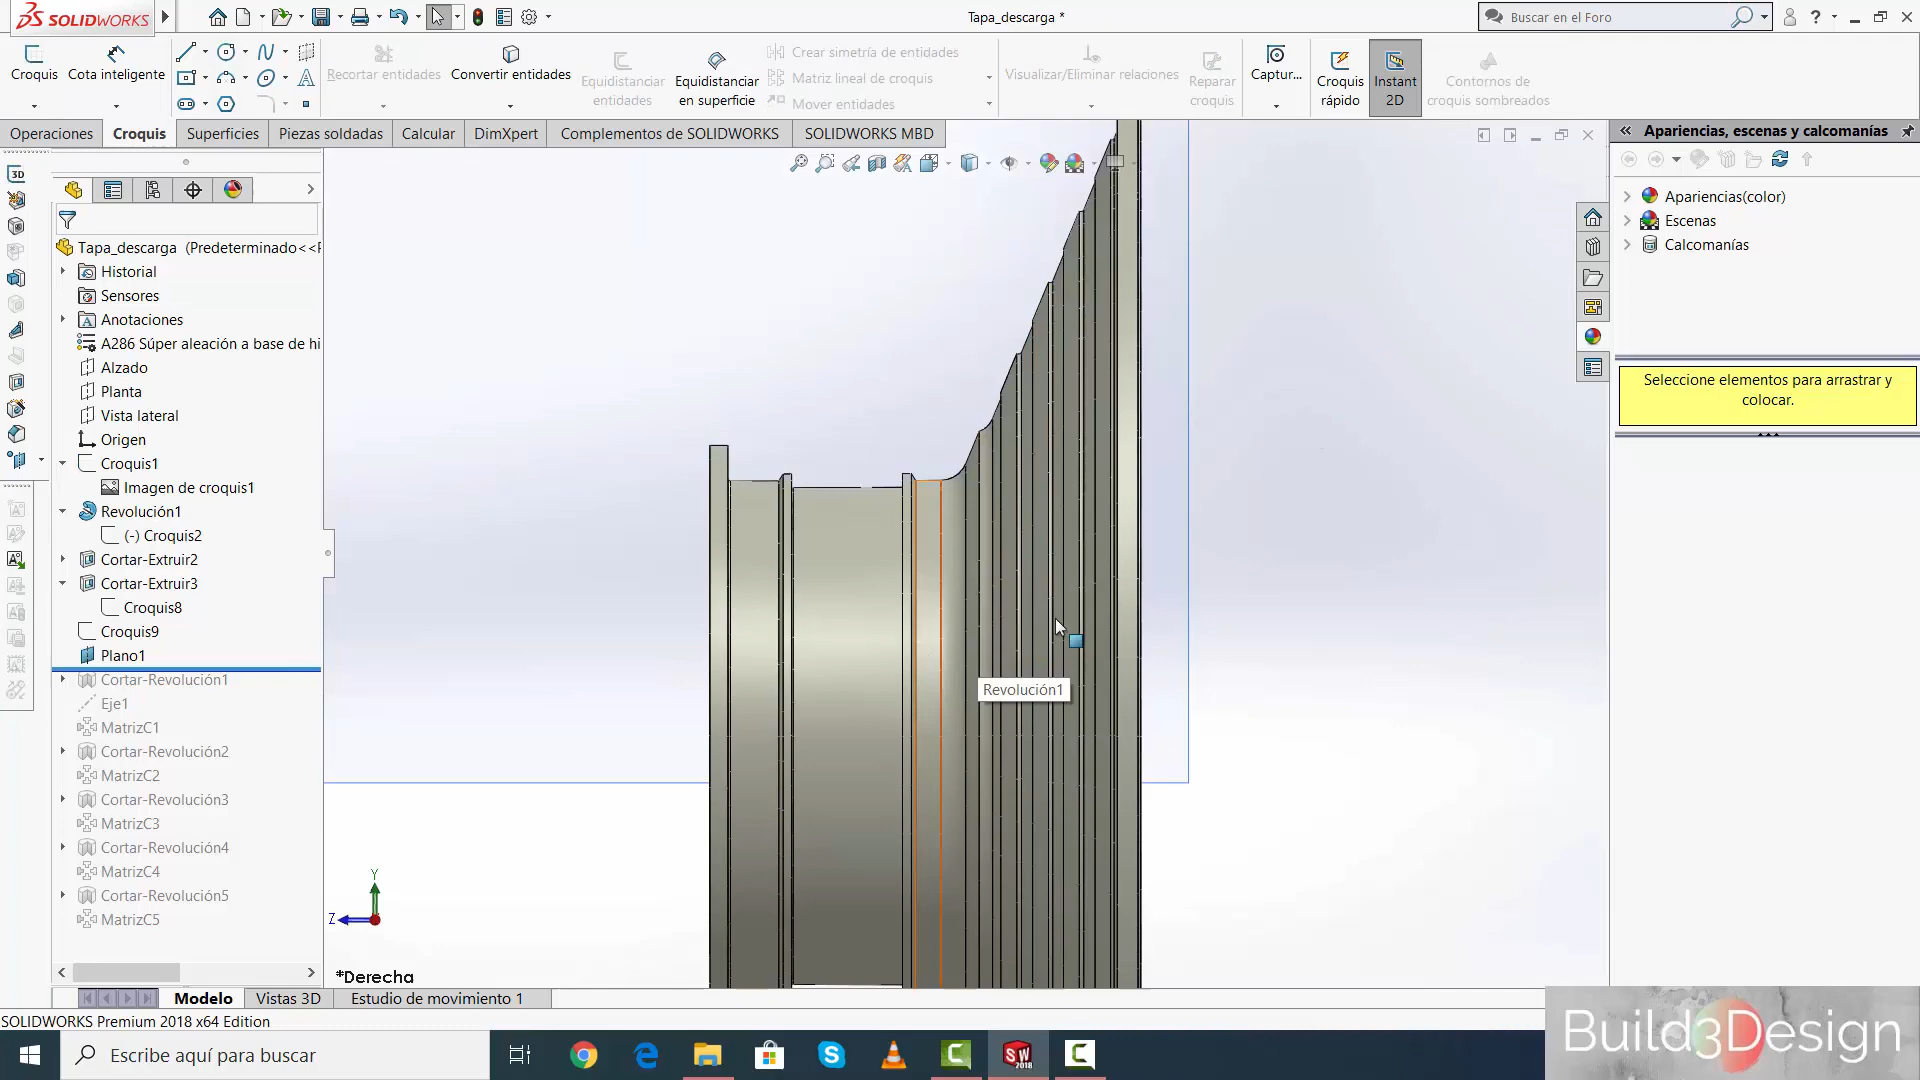 SOLIDWORKS
Tapa_descarga *
Buscar en el Foro
Croquis
Cota inteligente
Recortar entidades
Convertir entidades
Equidistanciar
entidades
Equidistanciar
en superficie
Crear simetría de entidades
Matriz lineal de croquis
Mover entidades
Visualizar/Eliminar relaciones
Reparar
croquis
Captur...
Croquis
rápido
Instant
2D
Contornos de
croquis sombreados
Operaciones
Croquis
Superficies
Piezas soldadas
Calcular
DimXpert
Complementos de SOLIDWORKS
SOLIDWORKS MBD
Apariencias, escenas y calcomanías
Apariencias(color)
Escenas
Calcomanías
Seleccione elementos para arrastrar y
colocar.
3D
Tapa_descarga (Predeterminado<<F
Historial
Sensores
Anotaciones
A286 Súper aleación a base de hi
Alzado
Planta
Vista lateral
Origen
Croquis1
Imagen de croquis1
Revolución1
(-) Croquis2
Cortar-Extruir2
Cortar-Extruir3
Croquis8
Croquis9
Plano1
Cortar-Revolución1
Eje1
MatrizC1
Cortar-Revolución2
MatrizC2
Cortar-Revolución3
MatrizC3
Cortar-Revolución4
MatrizC4
Cortar-Revolución5
MatrizC5
Revolución1
Y
Z
*Derecha
Modelo
Vistas 3D
Estudio de movimiento 1
SOLIDWORKS Premium 2018 x64 Edition
Escribe aquí para buscar
SW
2018
Build3Design